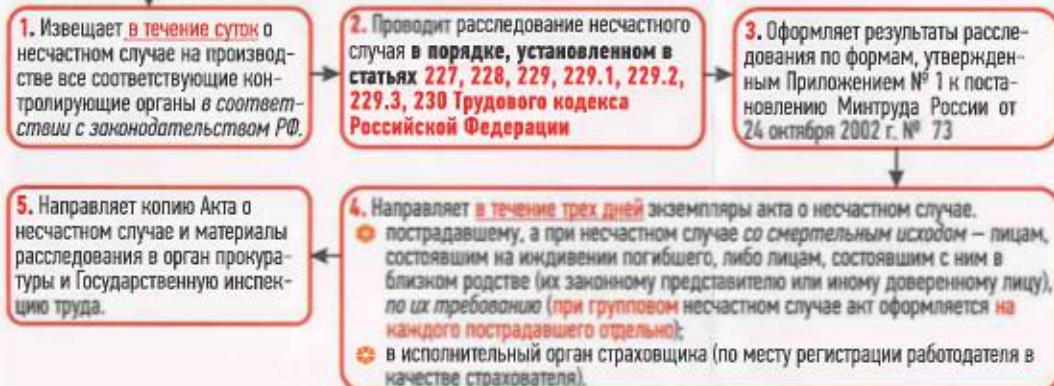 1. Извещает в течение суток о
несчастном случае на производ-
стве все соответствующие кон-
тролирующие органы в соответ-
ствии с законодательством РФ.
2. Проводит расследование несчастного
случая в порядке, установленном в
статьях 227, 228, 229, 229.1, 229.2,
229.3, 230 Трудового кодекса
Российской Федерации
3. Оформляет результаты рассле-
дования по формам, утвержден-
ным Приложением № 1 к поста-
новлению Минтруда России от
24 октября 2002 г. № 73
4. Направляет в течение трех дней экземпляры акта о несчастном случае.
пострадавшему, а при несчастном случае со смертельным исходом – лицам,
состоявшим на иждивении погибшего, либо лицам, состоявшим с ним в
близком родстве (их законному представителю или иному доверенному лицу),
по их требованию (при групповом несчастном случае акт оформляется на
каждого пострадавшего отдельно);
в исполнительный орган страховщика (по месту регистрации работодателя в
качестве страхователя).
5. Направляет копию Акта о
несчастном случае и материалы
расследования в орган прокура-
туры и Государственную инспек-
цию труда.